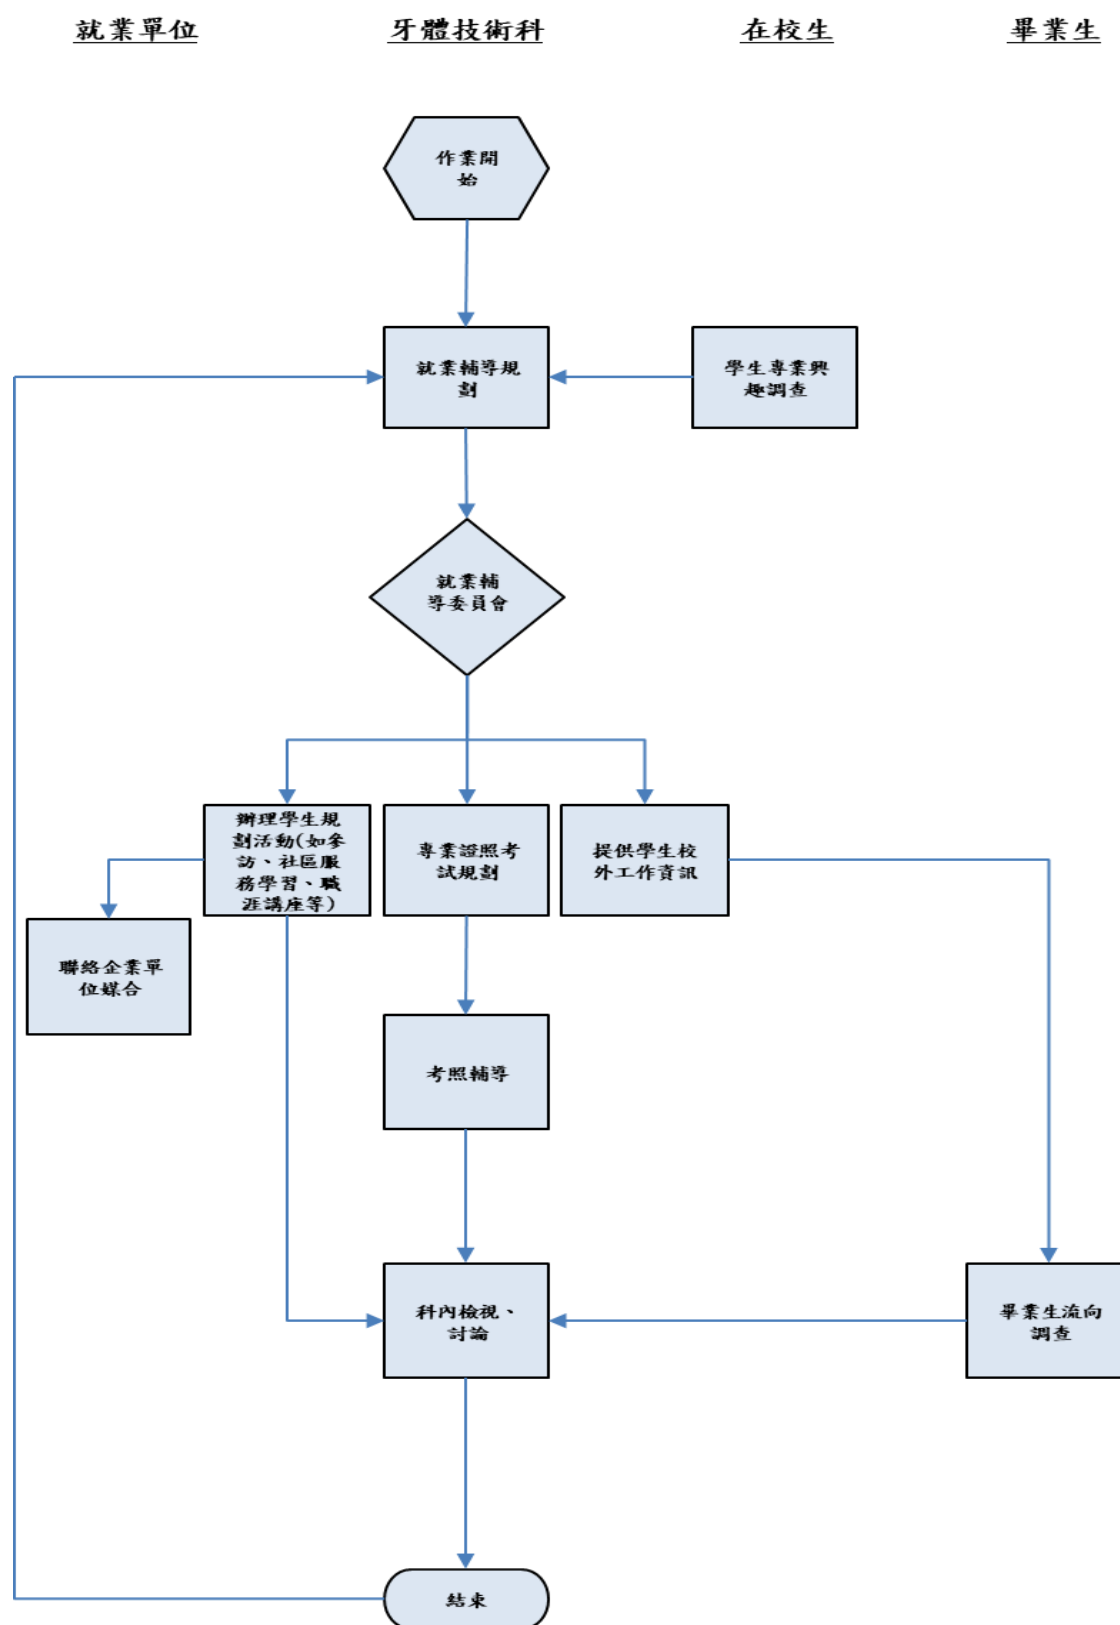 就業單位
牙體技術科
在校生
畢業生
作業開
始
就業輔導規
劃
學生專業興
趣調查
就業輔
導委員會
辦理學生規
劃活動(如參
訪、社區服
務學習、職
涯講座等)
專業證照考
試規劃
提供學生校
外工作資訊
聯絡企業單
位媒合
考照輔導
科內檢視、
討論
畢業生流向
調查
結束